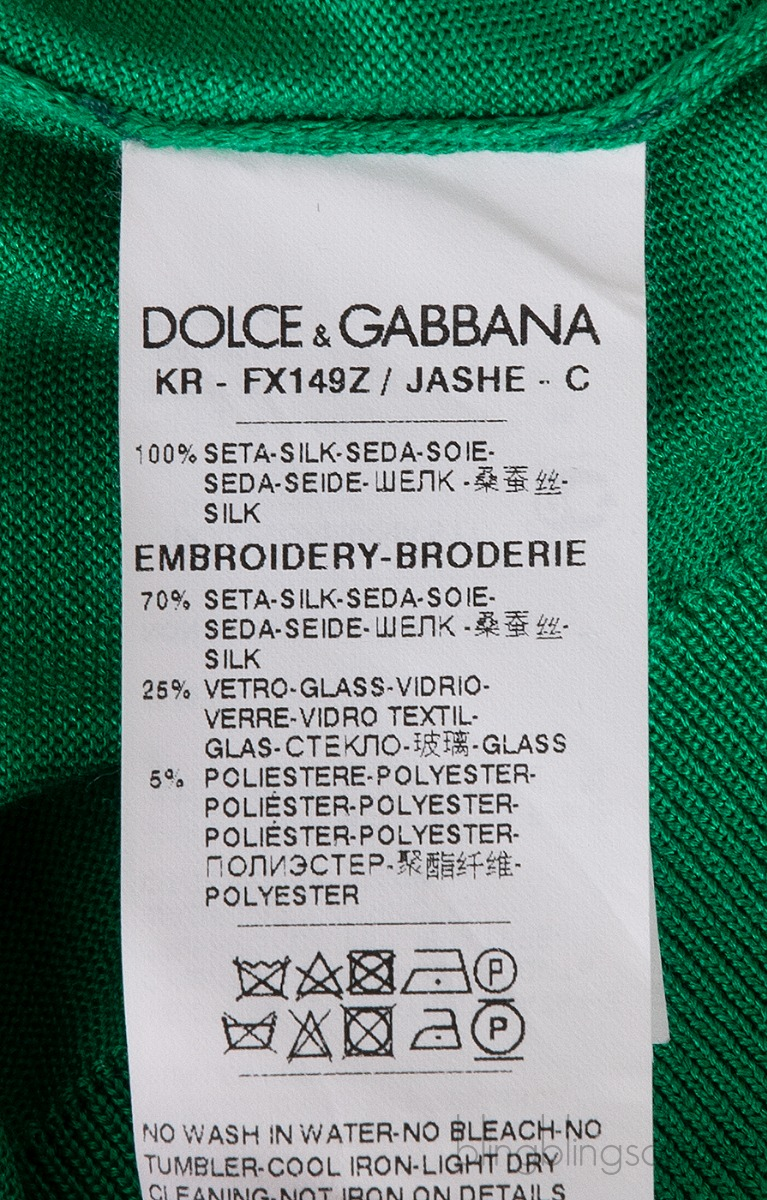 DOLCE & GABBANA
KR - FX149Z / JASHE - C
100% SETA-SILK-SEDA-SOIE-
SEDA-SEIDE-ШЕЛК-桑蚕丝-
SILK
EMBROIDERY-BRODERIE
70% SETA-SILK-SEDA-SOIE-
SEDA-SEIDE-ШЕЛК-桑蚕丝-
SILK
25% VETRO-GLASS-VIDRIO-
VERRE-VIDRO TEXTIL-
GLAS-СТЕКЛО-玻璃-GLASS
5% POLIESTERE-POLYESTER-
POLIÉSTER-POLYESTER-
POLIÉSTER-POLYESTER-
ПОЛИЭСТЕР-聚酯纤维-
POLYESTER
P
P
NO WASH IN WATER-NO BLEACH-NO
TUMBLER-COOL IRON-LIGHT DRY
CLEANING-NOT IRON ON DETAILS